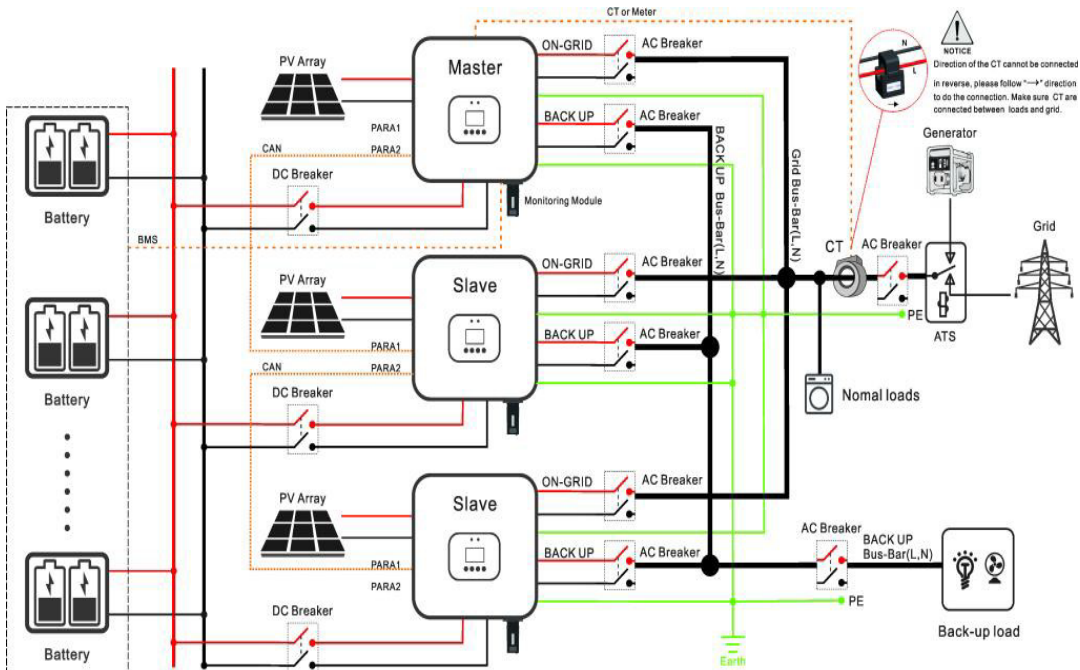 CT or Meter
NOTICE
Direction of the CT cannot be connected
in reverse, please follow "→" direction
to do the connection. Make sure CT are
connected between loads and grid.
N
L
→
PV Array
Master
ON-GRID
AC Breaker
BACK UP
AC Breaker
PARA1
PARA2
CAN
DC Breaker
Monitoring Module
Battery
BMS
BACK UP Bus-Bar(L,N)
Grid Bus-Bar(L,N)
Generator
CT
AC Breaker
Grid
PE
ATS
Nomal loads
PV Array
Slave
ON-GRID
AC Breaker
BACK UP
AC Breaker
PARA1
PARA2
CAN
DC Breaker
Battery
PV Array
Slave
ON-GRID
AC Breaker
BACK UP
AC Breaker
PARA1
PARA2
DC Breaker
Battery
AC Breaker
BACK UP
Bus-Bar(L,N)
PE
Back-up load
Earth